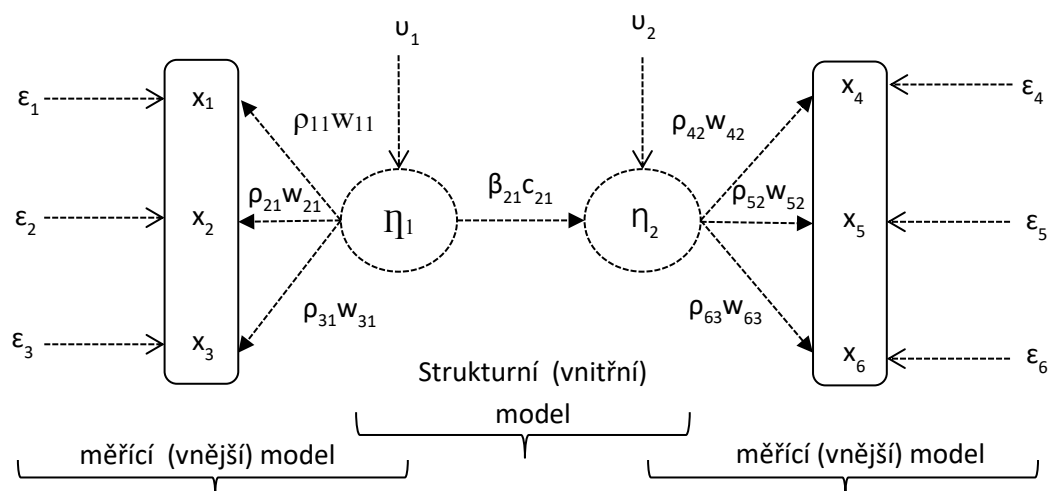 υ₁ υ₂
ε₁ x₁ ρ₁₁w₁₁ ρ₄₂w₄₂ x₄ ε₄
ε₂ x₂ ρ₂₁w₂₁ η₁ β₂₁c₂₁ η₂ ρ₅₂w₅₂ x₅ ε₅
ε₃ x₃ ρ₃₁w₃₁ ρ₆₃w₆₃ x₆ ε₆
Strukturní (vnitřní)
model
měřící (vnější) model měřící (vnější) model